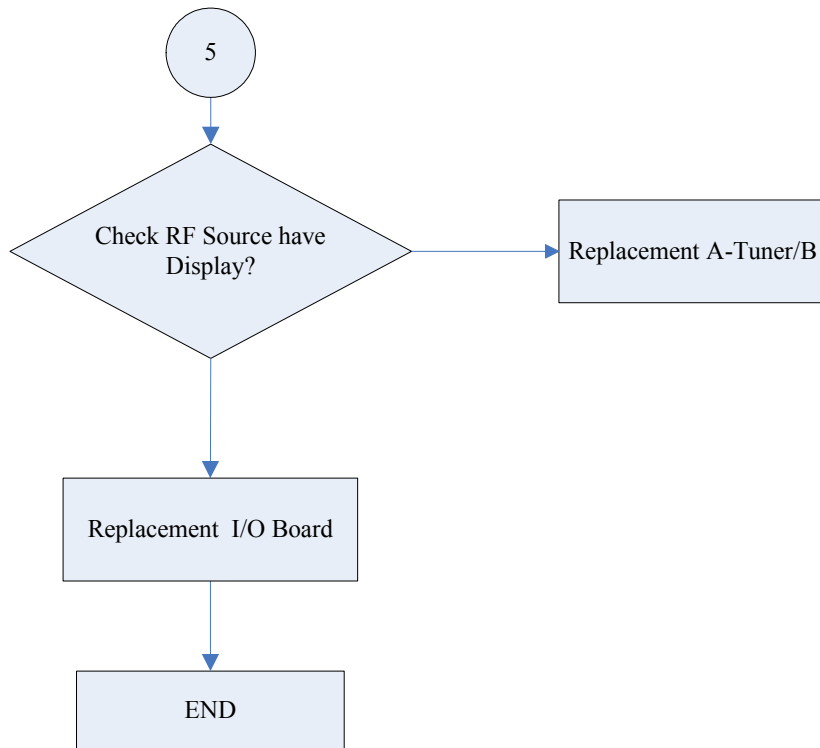 5
Check RF Source have
Display?
Replacement A-Tuner/B
Replacement I/O Board
END